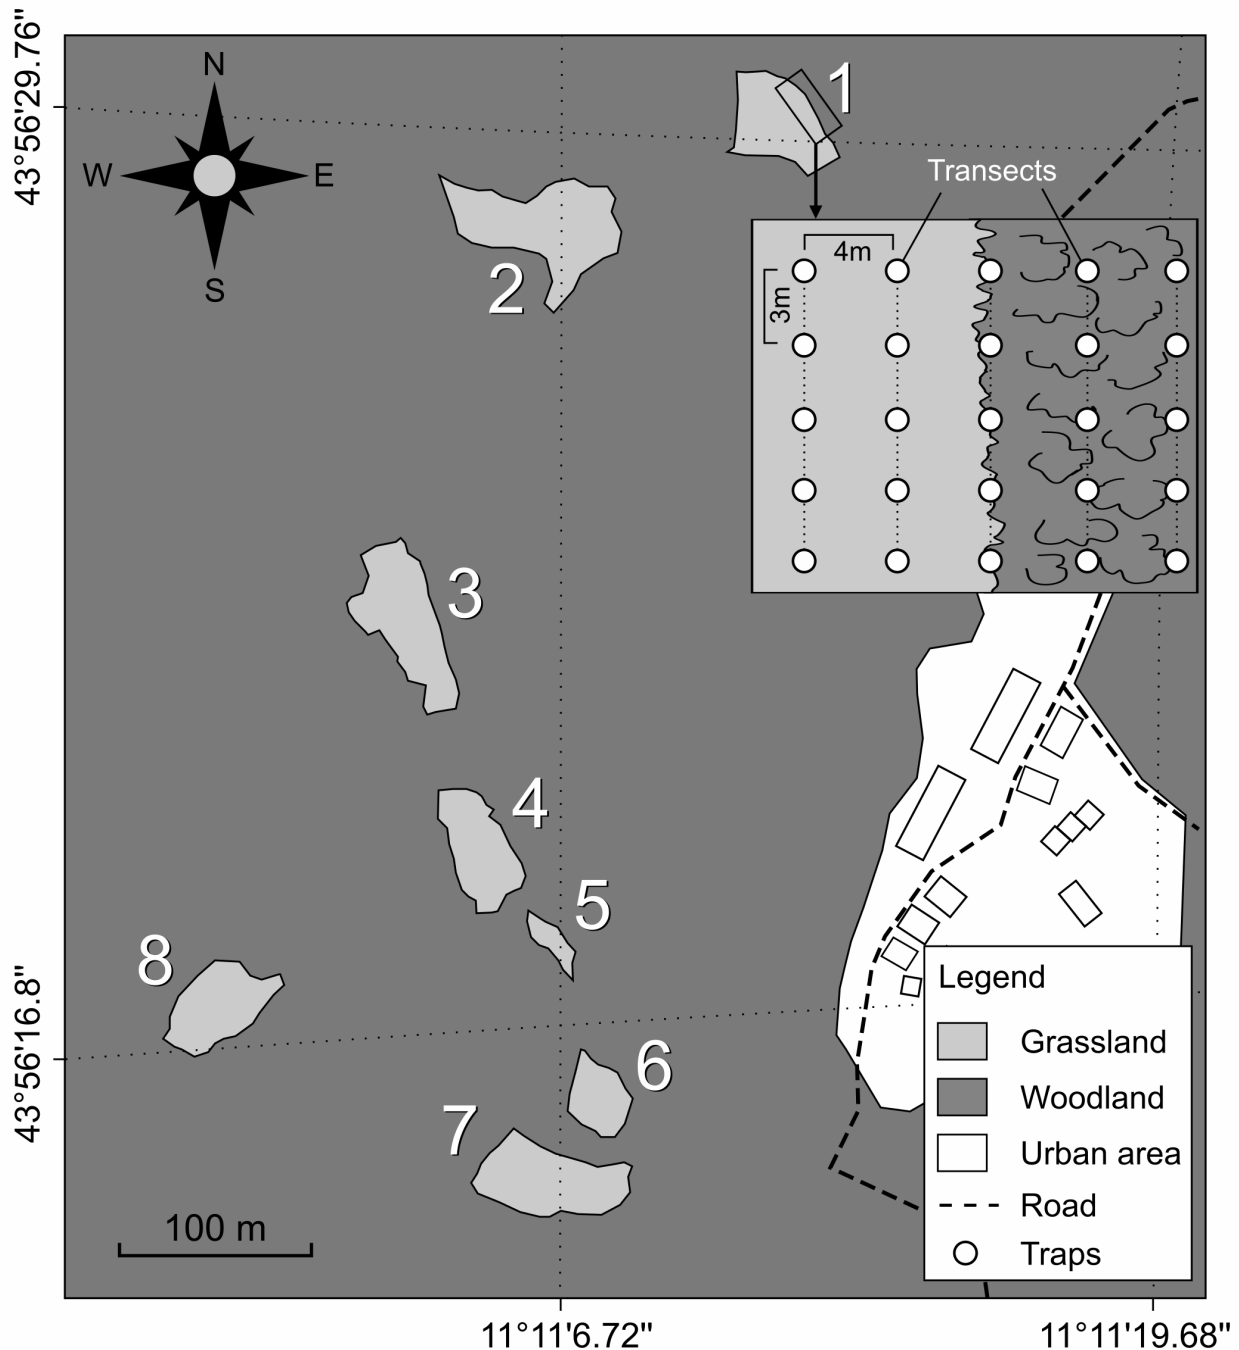 43°56'29.76"
N
W
E
S
1
Transects
4m
3m
2
3
4
5
8
6
7
43°56'16.8"
100 m
Legend
Grassland
Woodland
Urban area
Road
Traps
11°11'6.72"
11°11'19.68"